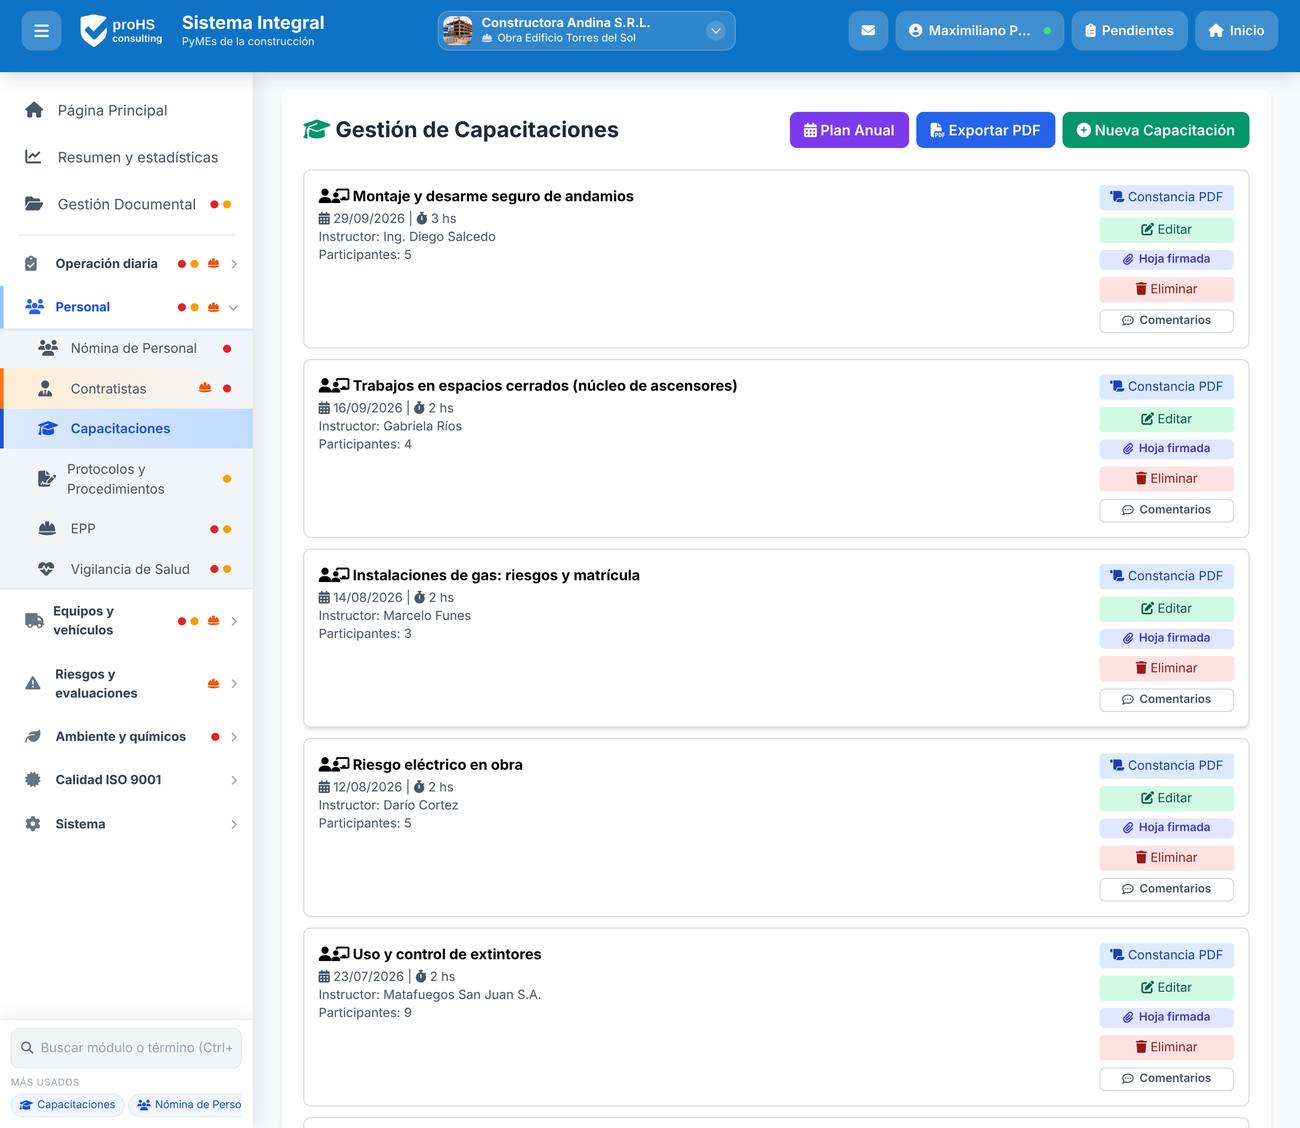 proHS
consulting
Sistema Integral
PyMEs de la construcción
Constructora Andina S.R.L.
Obra Edificio Torres del Sol
Maximiliano P...
Pendientes
Inicio
Página Principal
Resumen y estadísticas
Gestión Documental
Operación diaria
Personal
Nómina de Personal
Contratistas
Capacitaciones
Protocolos y
Procedimientos
EPP
Vigilancia de Salud
Equipos y
vehículos
Riesgos y
evaluaciones
Ambiente y químicos
Calidad ISO 9001
Sistema
Buscar módulo o término (Ctrl+
MÁS USADOS
Capacitaciones
Nómina de Perso
Gestión de Capacitaciones
Plan Anual
Exportar PDF
Nueva Capacitación
Montaje y desarme seguro de andamios
29/09/2026 | 3 hs
Instructor: Ing. Diego Salcedo
Participantes: 5
Constancia PDF
Editar
Hoja firmada
Eliminar
Comentarios
Trabajos en espacios cerrados (núcleo de ascensores)
16/09/2026 | 2 hs
Instructor: Gabriela Ríos
Participantes: 4
Constancia PDF
Editar
Hoja firmada
Eliminar
Comentarios
Instalaciones de gas: riesgos y matrícula
14/08/2026 | 2 hs
Instructor: Marcelo Funes
Participantes: 3
Constancia PDF
Editar
Hoja firmada
Eliminar
Comentarios
Riesgo eléctrico en obra
12/08/2026 | 2 hs
Instructor: Darío Cortez
Participantes: 5
Constancia PDF
Editar
Hoja firmada
Eliminar
Comentarios
Uso y control de extintores
23/07/2026 | 2 hs
Instructor: Matafuegos San Juan S.A.
Participantes: 9
Constancia PDF
Editar
Hoja firmada
Eliminar
Comentarios